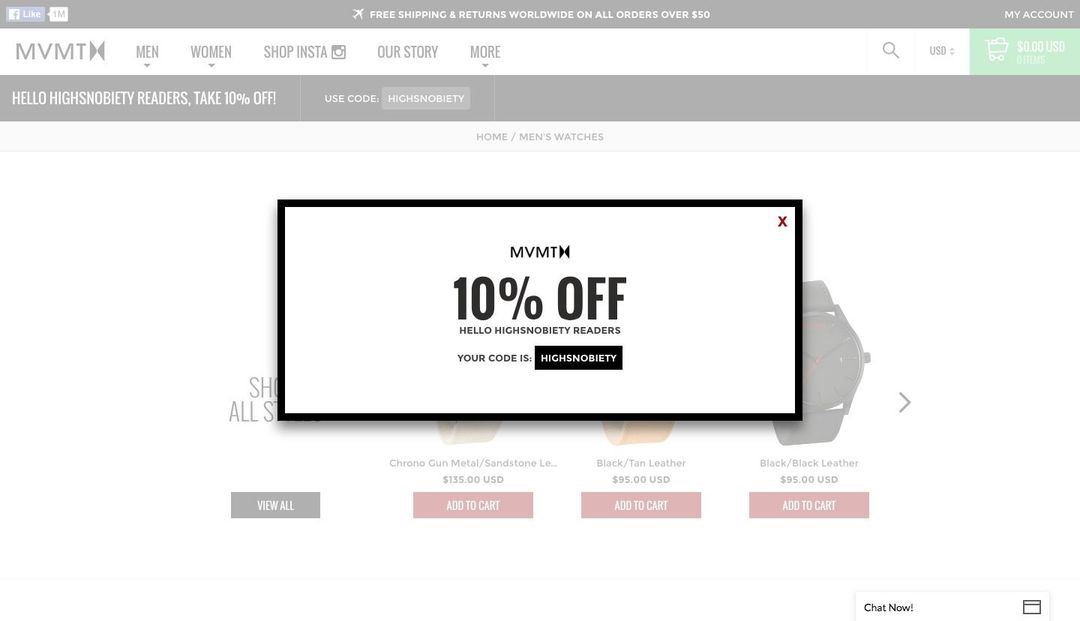 Like 1M
FREE SHIPPING & RETURNS WORLDWIDE ON ALL ORDERS OVER $50
MY ACCOUNT
MVMT
MEN
WOMEN
SHOP INSTA
OUR STORY
MORE
USD
$0.00 USD
0 ITEMS
HELLO HIGHSNOBIETY READERS, TAKE 10% OFF!
USE CODE: HIGHSNOBIETY
HOME / MEN'S WATCHES
X
MVMT
10% OFF
HELLO HIGHSNOBIETY READERS
YOUR CODE IS: HIGHSNOBIETY
ALL
Chrono Gun Metal/Sandstone Le...
$135.00 USD
ADD TO CART
Black/Tan Leather
$95.00 USD
ADD TO CART
Black/Black Leather
$95.00 USD
ADD TO CART
VIEW ALL
Chat Now!